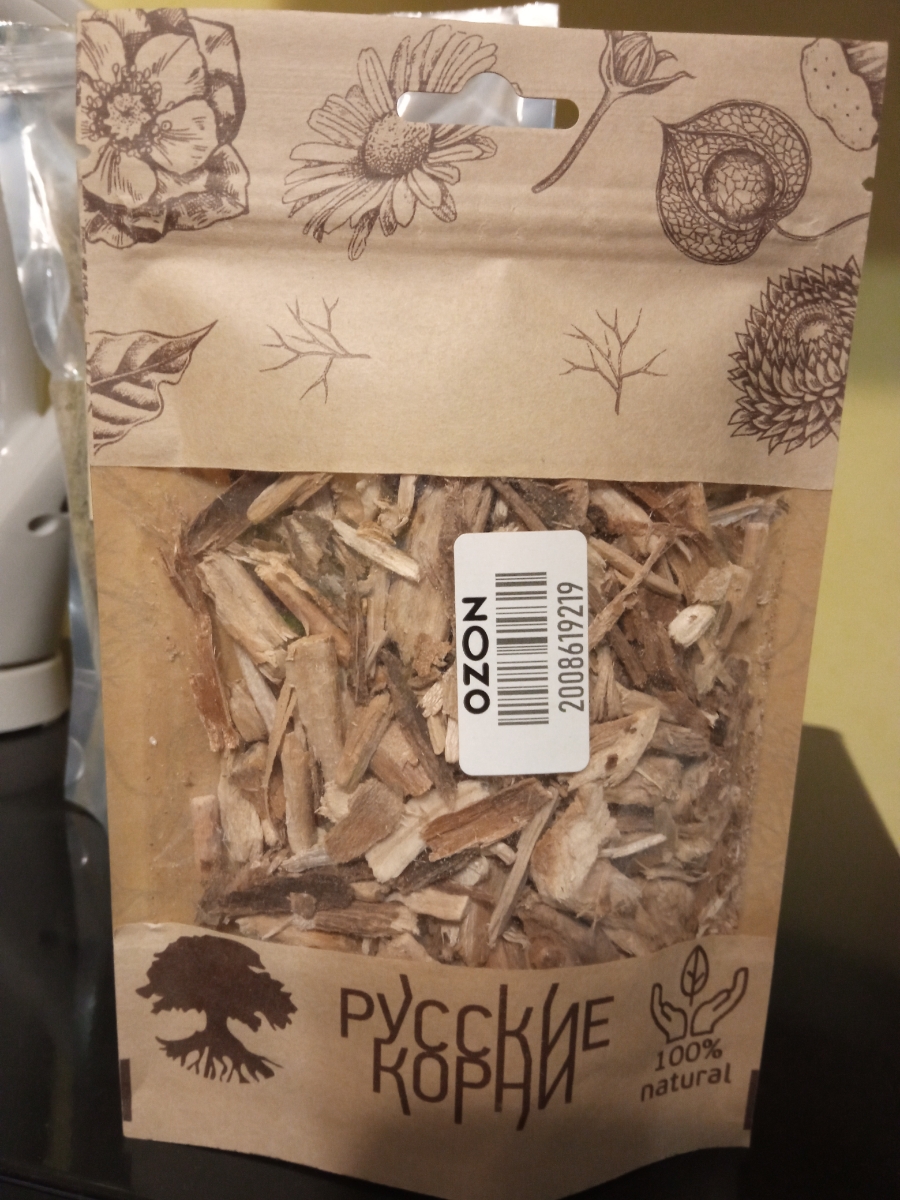 OZON
2008619219
РУССКИЕ
КОРНИ
100%
natural